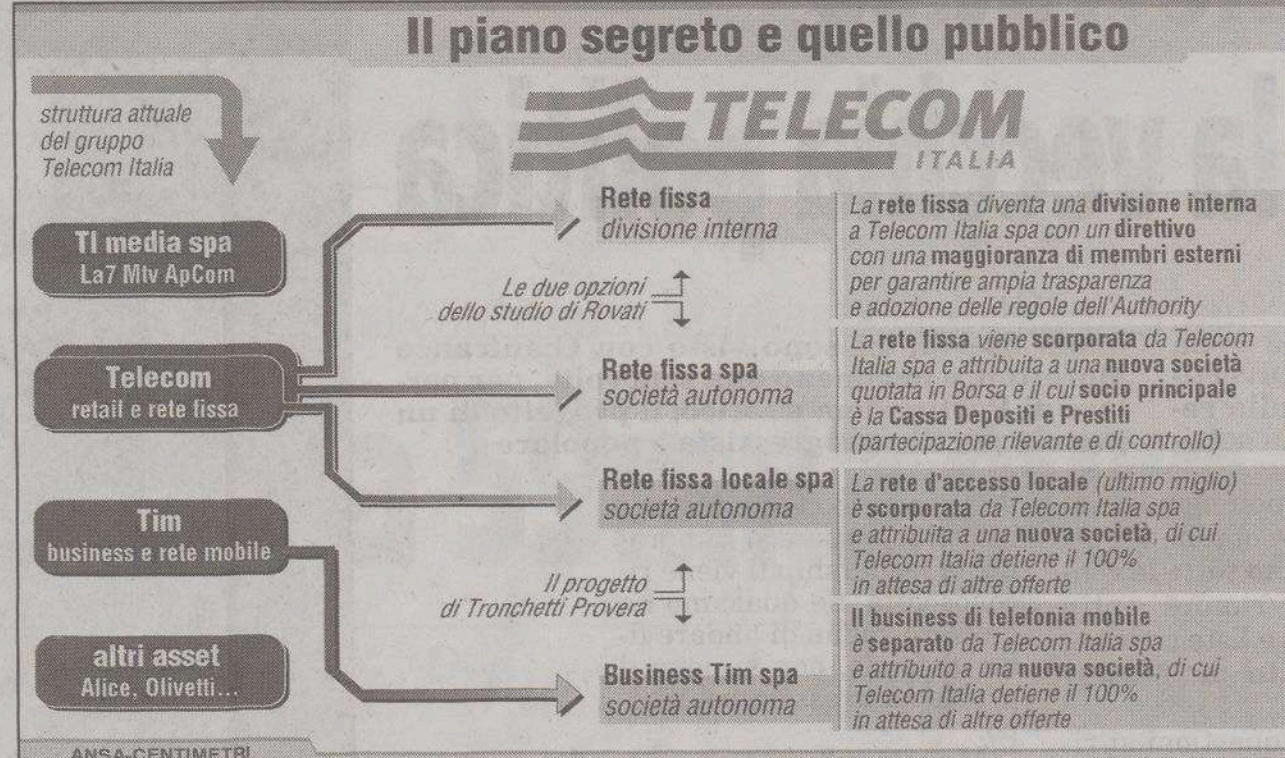 Il piano segreto e quello pubblico
struttura attuale
del gruppo
Telecom Italia
TELECOM
ITALIA
TI media spa
La7 Mtv ApCom
Telecom
retail e rete fissa
Tim
business e rete mobile
altri asset
Alice, Olivetti...
Rete fissa
divisione interna
Le due opzioni
dello studio di Rovati
Rete fissa spa
società autonoma
Rete fissa locale spa
società autonoma
Il progetto
di Tronchetti Provera
Business Tim spa
società autonoma
La rete fissa diventa una divisione interna
a Telecom Italia spa con un direttivo
con una maggioranza di membri esterni
per garantire ampia trasparenza
e adozione delle regole dell'Authority
La rete fissa viene scorporata da Telecom
Italia spa e attribuita a una nuova società
quotata in Borsa e il cui socio principale
è la Cassa Depositi e Prestiti
(partecipazione rilevante e di controllo)
La rete d'accesso locale (ultimo miglio)
è scorporata da Telecom Italia spa
e attribuita a una nuova società, di cui
Telecom Italia detiene il 100%
in attesa di altre offerte
Il business di telefonia mobile
è separato da Telecom Italia spa
e attribuito a una nuova società, di cui
Telecom Italia detiene il 100%
in attesa di altre offerte
ANSA-CENTIMETRI